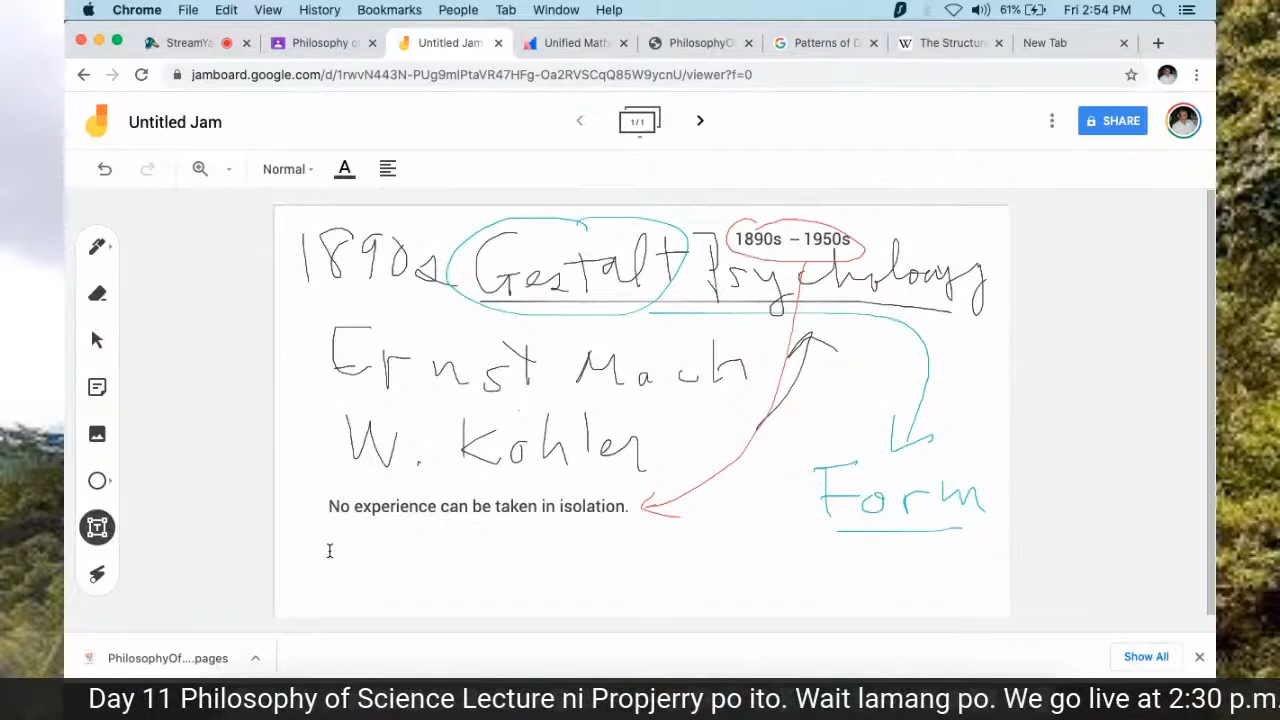 Chrome File Edit View History Bookmarks People Tab Window Help 61% Fri 2:54 PM
StreamYa Philosophy of Untitled Jam Unified Math PhilosophyO Patterns of D The Structure New Tab
jamboard.google.com/d/1rwvN443N-PUg9mlPtaVR47HFg-Oa2RVSCqQ85W9ycnU/viewer?f=0
Untitled Jam 1/1 SHARE
Normal A
1890s – 1950s
1890s Gestalt Psychology
Ernst Mach
W. Köhler
Form
No experience can be taken in isolation.
PhilosophyOf....pages Show All
Day 11 Philosophy of Science Lecture ni Propjerry po ito. Wait lamang po. We go live at 2:30 p.m.